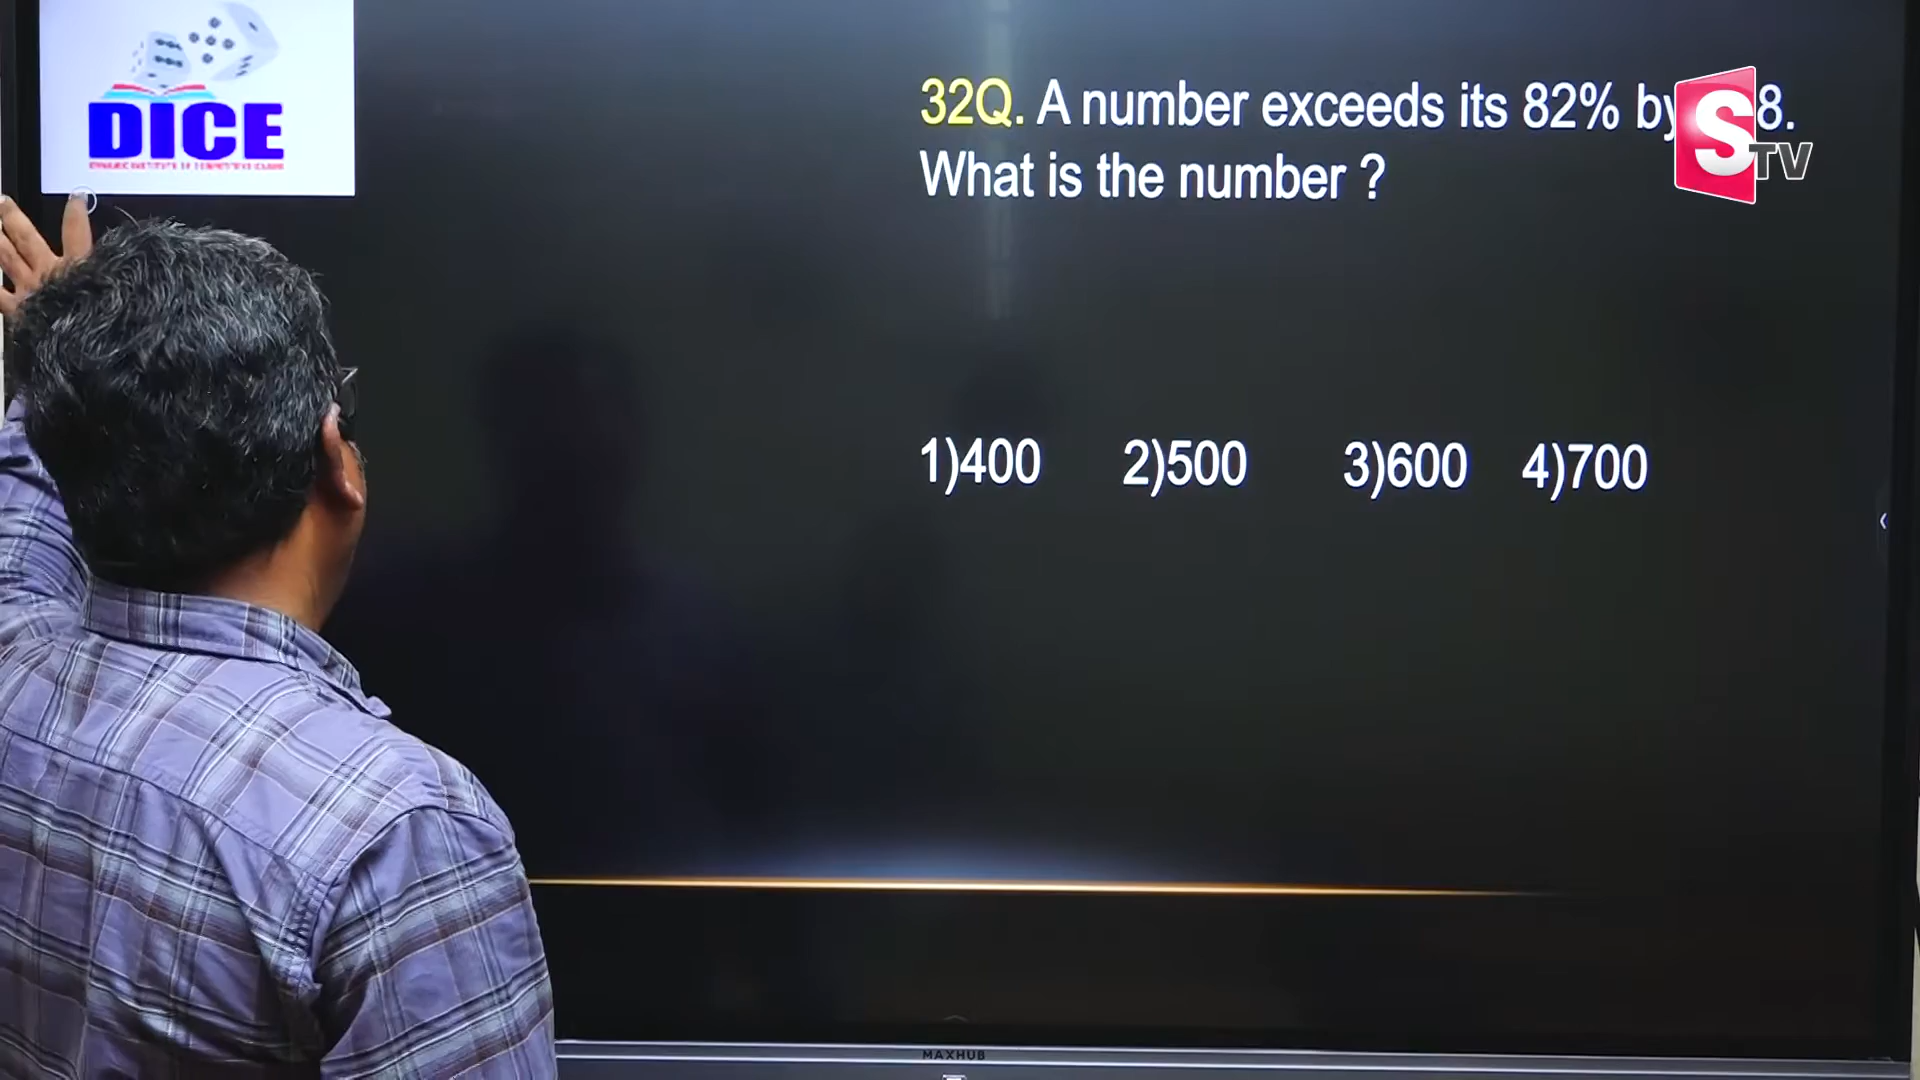 DICE
32Q. A number exceeds its 82% by 8.
What is the number ?
STV
1)400 2)500 3)600 4)700
MAXHUB